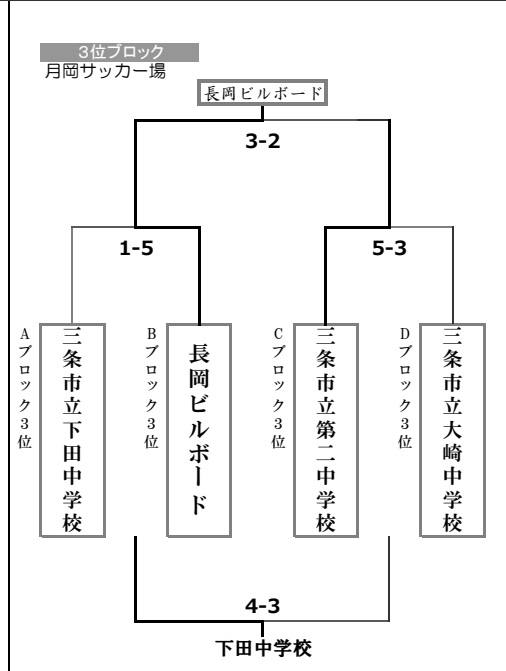 3位ブロック
月岡サッカー場
長岡ビルボード
3-2
1-5
5-3
Aブロック3位
三条市立下田中学校
Bブロック3位
長岡ビルボード
Cブロック3位
三条市立第二中学校
Dブロック3位
三条市立大崎中学校
4-3
下田中学校